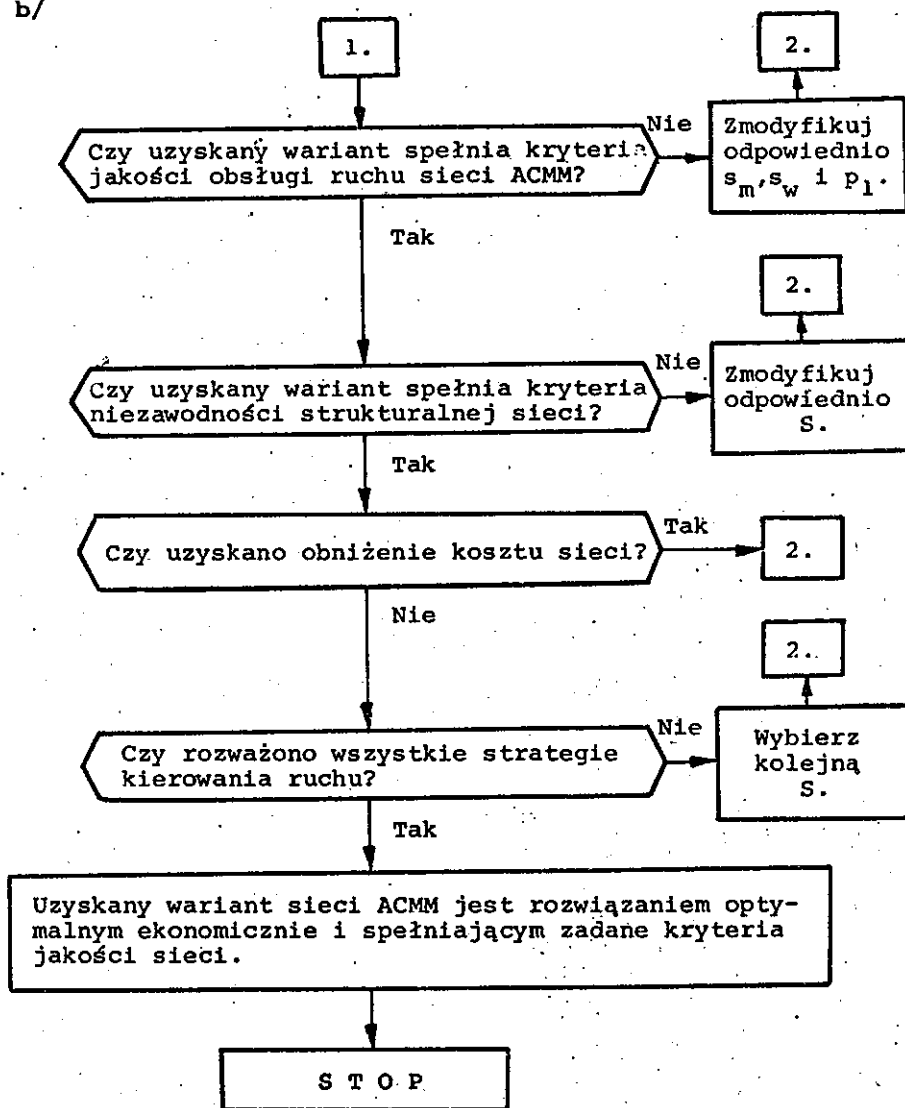 b/
1.
2.
Czy uzyskany wariant spełnia kryteria
jakości obsługi ruchu sieci ACMM?
Nie
Zmodyfikuj
odpowiednio
s_m, s_w i p_l.
Tak
2.
Czy uzyskany wariant spełnia kryteria
niezawodności strukturalnej sieci?
Nie
Zmodyfikuj
odpowiednio
S.
Tak
Czy uzyskano obniżenie kosztu sieci?
Tak
2.
Nie
2.
Czy rozważono wszystkie strategie
kierowania ruchu?
Nie
Wybierz
kolejną
S.
Tak
Uzyskany wariant sieci ACMM jest rozwiązaniem opty-
malnym ekonomicznie i spełniającym zadane kryteria
jakości sieci.
S T O P